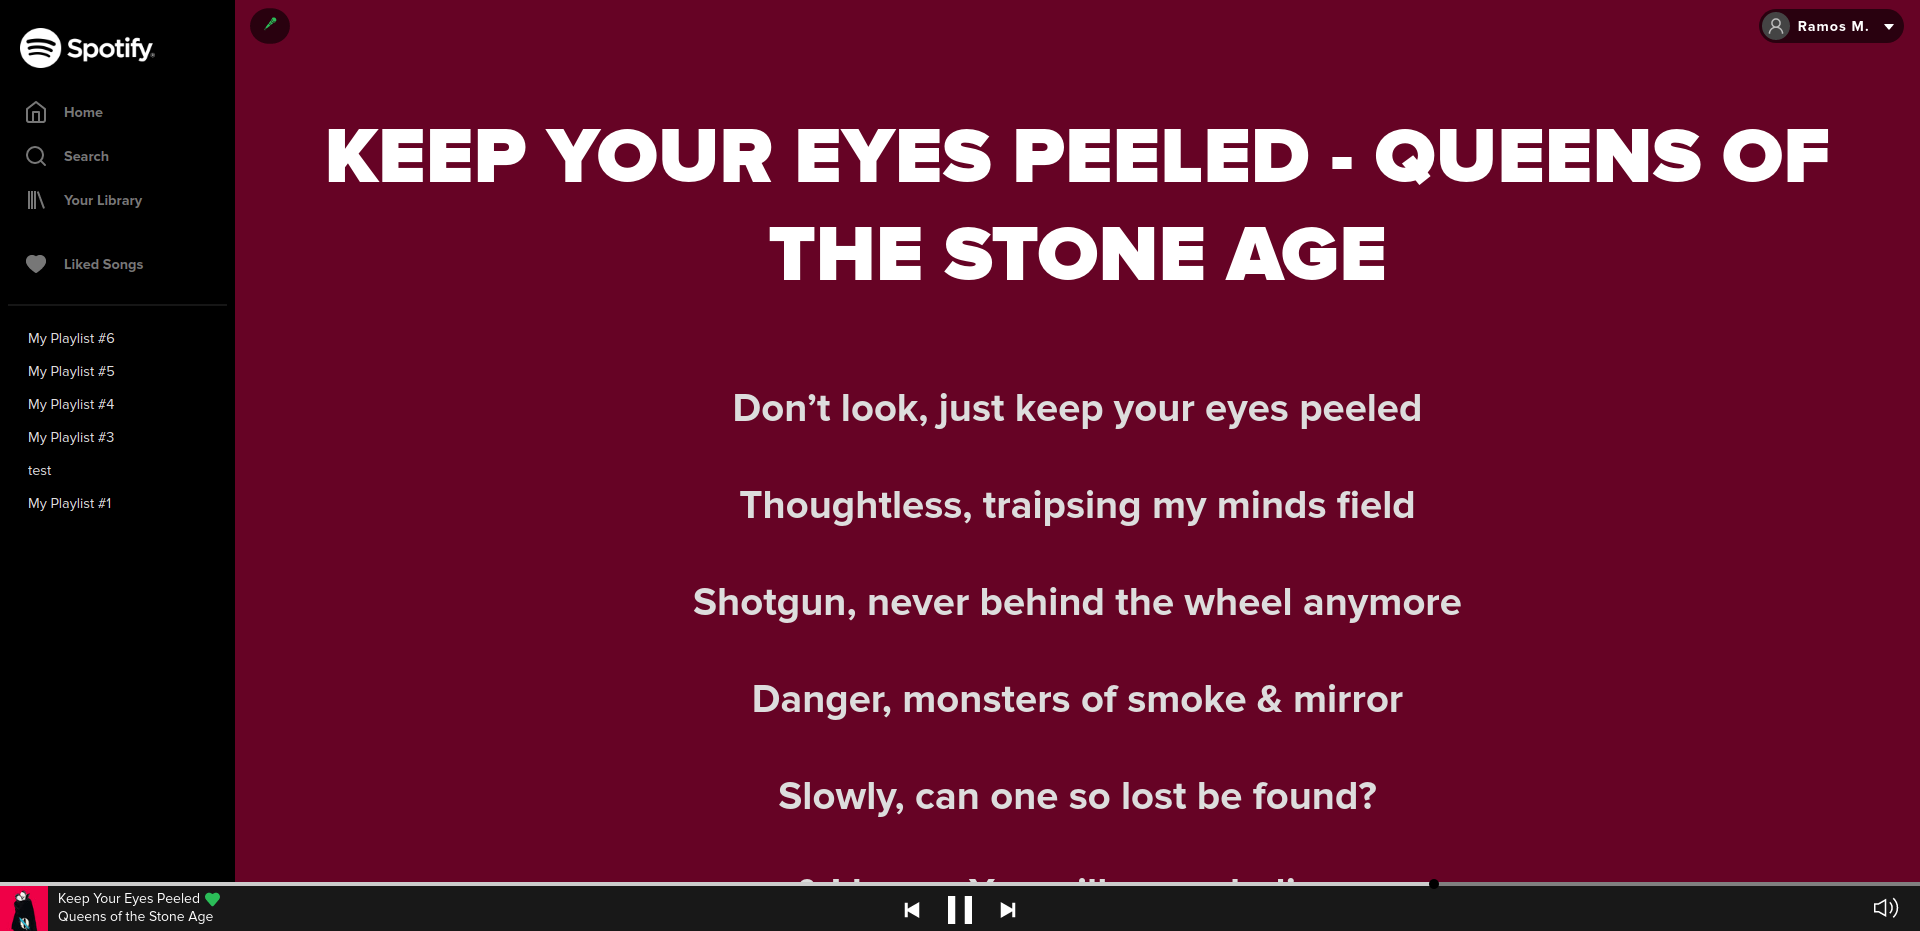 Spotify
Home
Search
Your Library
Liked Songs
My Playlist #6
My Playlist #5
My Playlist #4
My Playlist #3
test
My Playlist #1
Ramos M.
KEEP YOUR EYES PEELED - QUEENS OF
THE STONE AGE
Don’t look, just keep your eyes peeled
Thoughtless, traipsing my minds field
Shotgun, never behind the wheel anymore
Danger, monsters of smoke & mirror
Slowly, can one so lost be found?
Keep Your Eyes Peeled
Queens of the Stone Age